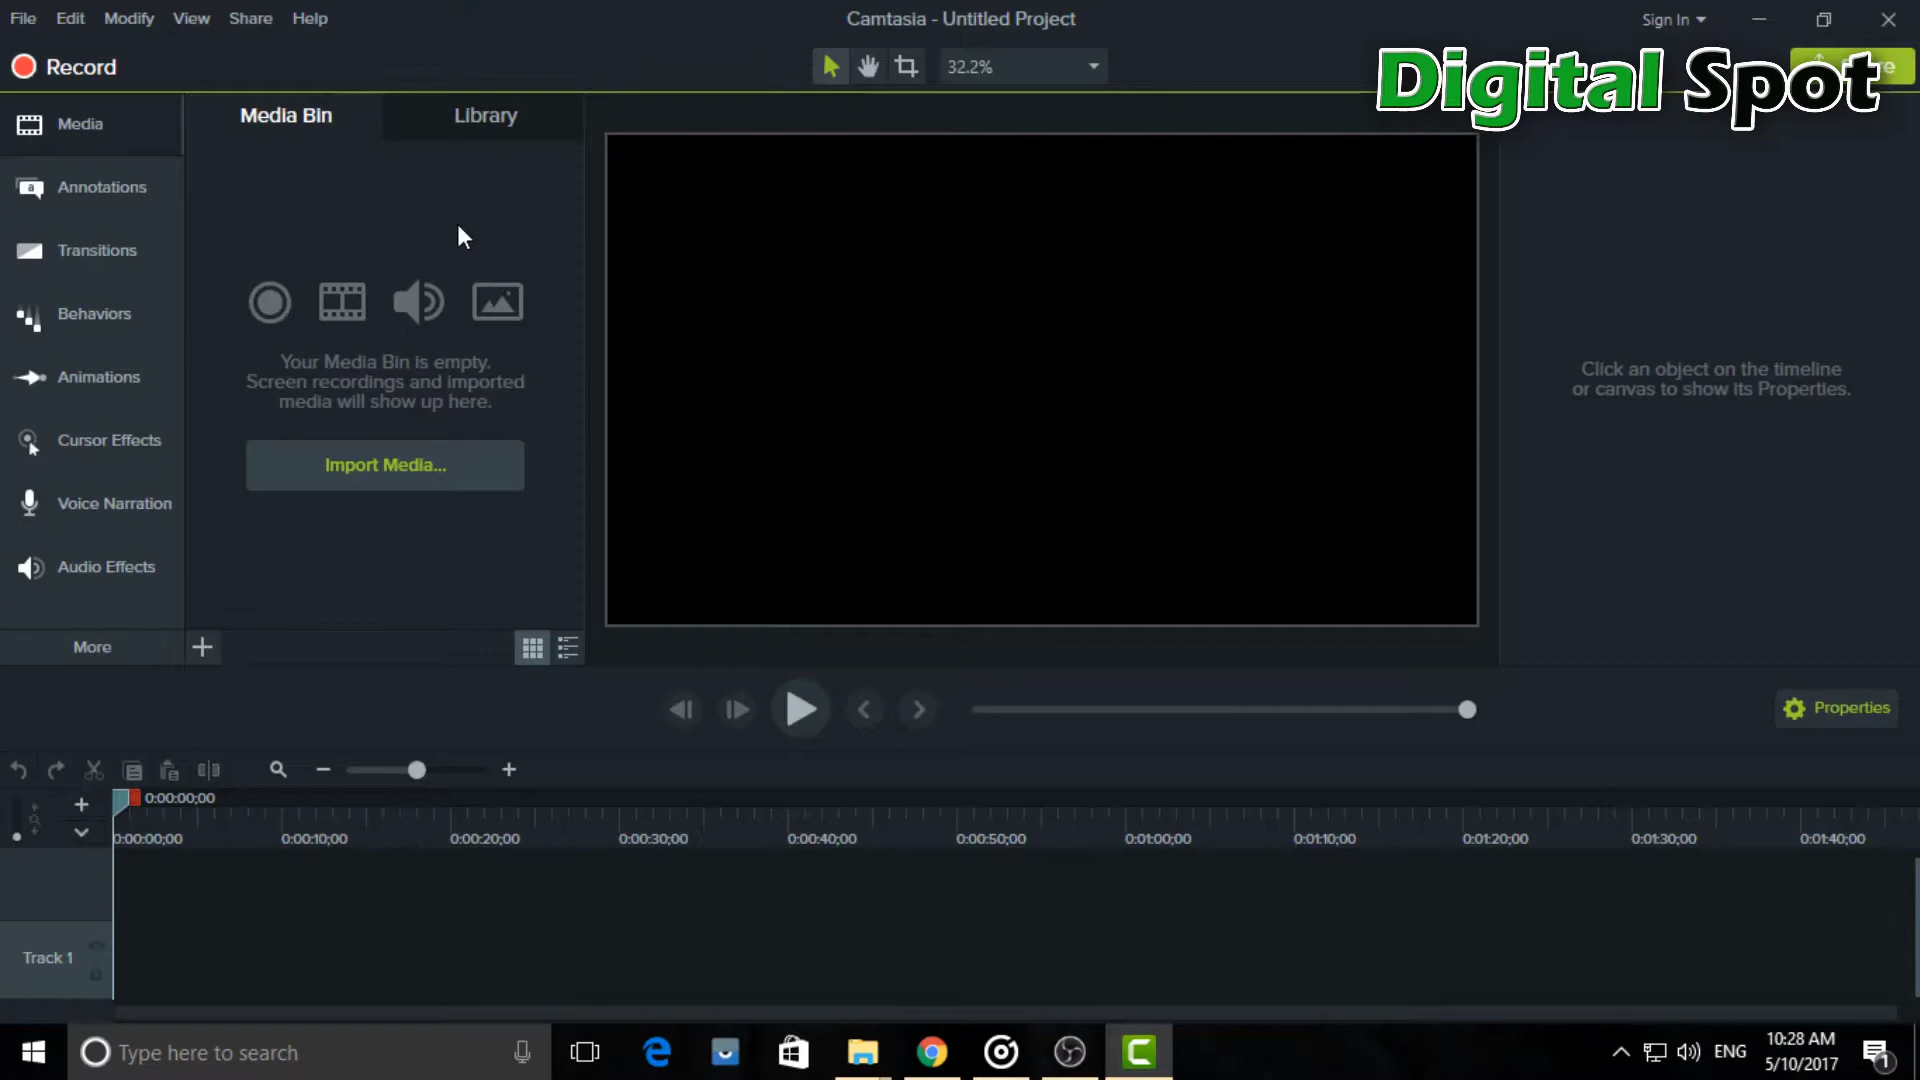 File Edit Modify View Share Help
Camtasia - Untitled Project
Sign In
Record
32.2%
Digital Spot
Media
Media Bin
Library
Annotations
Transitions
Behaviors
Animations
Cursor Effects
Voice Narration
Audio Effects
More
Your Media Bin is empty.
Screen recordings and imported
media will show up here.
Import Media...
Click an object on the timeline
or canvas to show its Properties.
Properties
0:00:00;00
0:00:00;00 0:00:10;00 0:00:20;00 0:00:30;00 0:00:40;00 0:00:50;00 0:01:00;00 0:01:10;00 0:01:20;00 0:01:30;00 0:01:40;00
Track 1
Type here to search
ENG
10:28 AM
5/10/2017
1